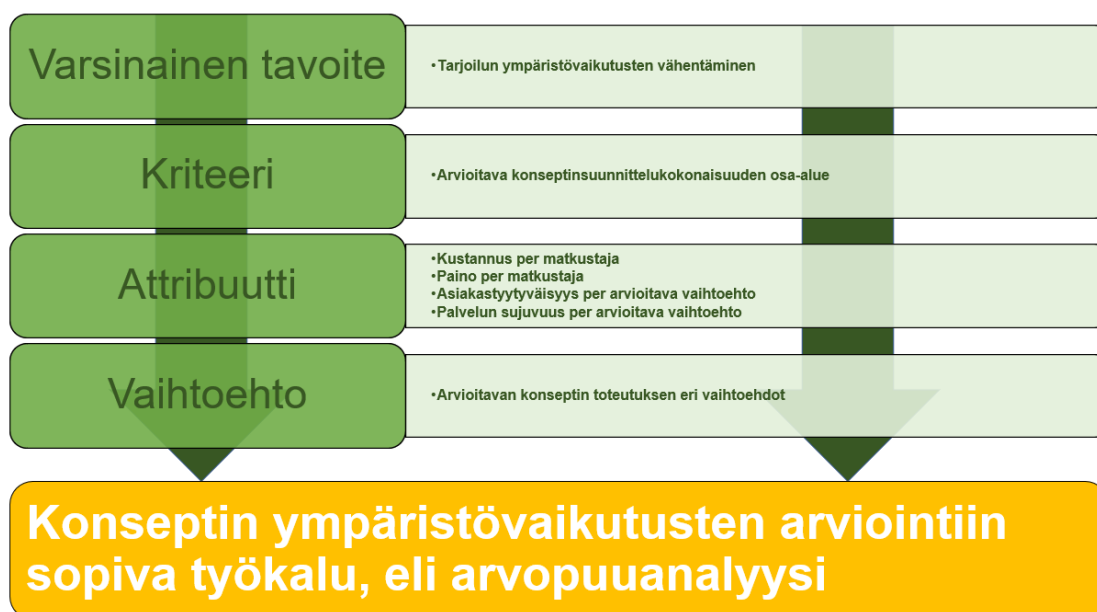 Varsinainen tavoite
•Tarjoilun ympäristövaikutusten vähentäminen
Kriteeri
•Arvioitava konseptinsuunnittelukokonaisuuden osa-alue
Attribuutti
•Kustannus per matkustaja
•Paino per matkustaja
•Asiakastyytyväisyys per arvioitava vaihtoehto
•Palvelun sujuvuus per arvioitava vaihtoehto
Vaihtoehto
•Arvioitavan konseptin toteutuksen eri vaihtoehdot
Konseptin ympäristövaikutusten arviointiin
sopiva työkalu, eli arvopuuanalyysi